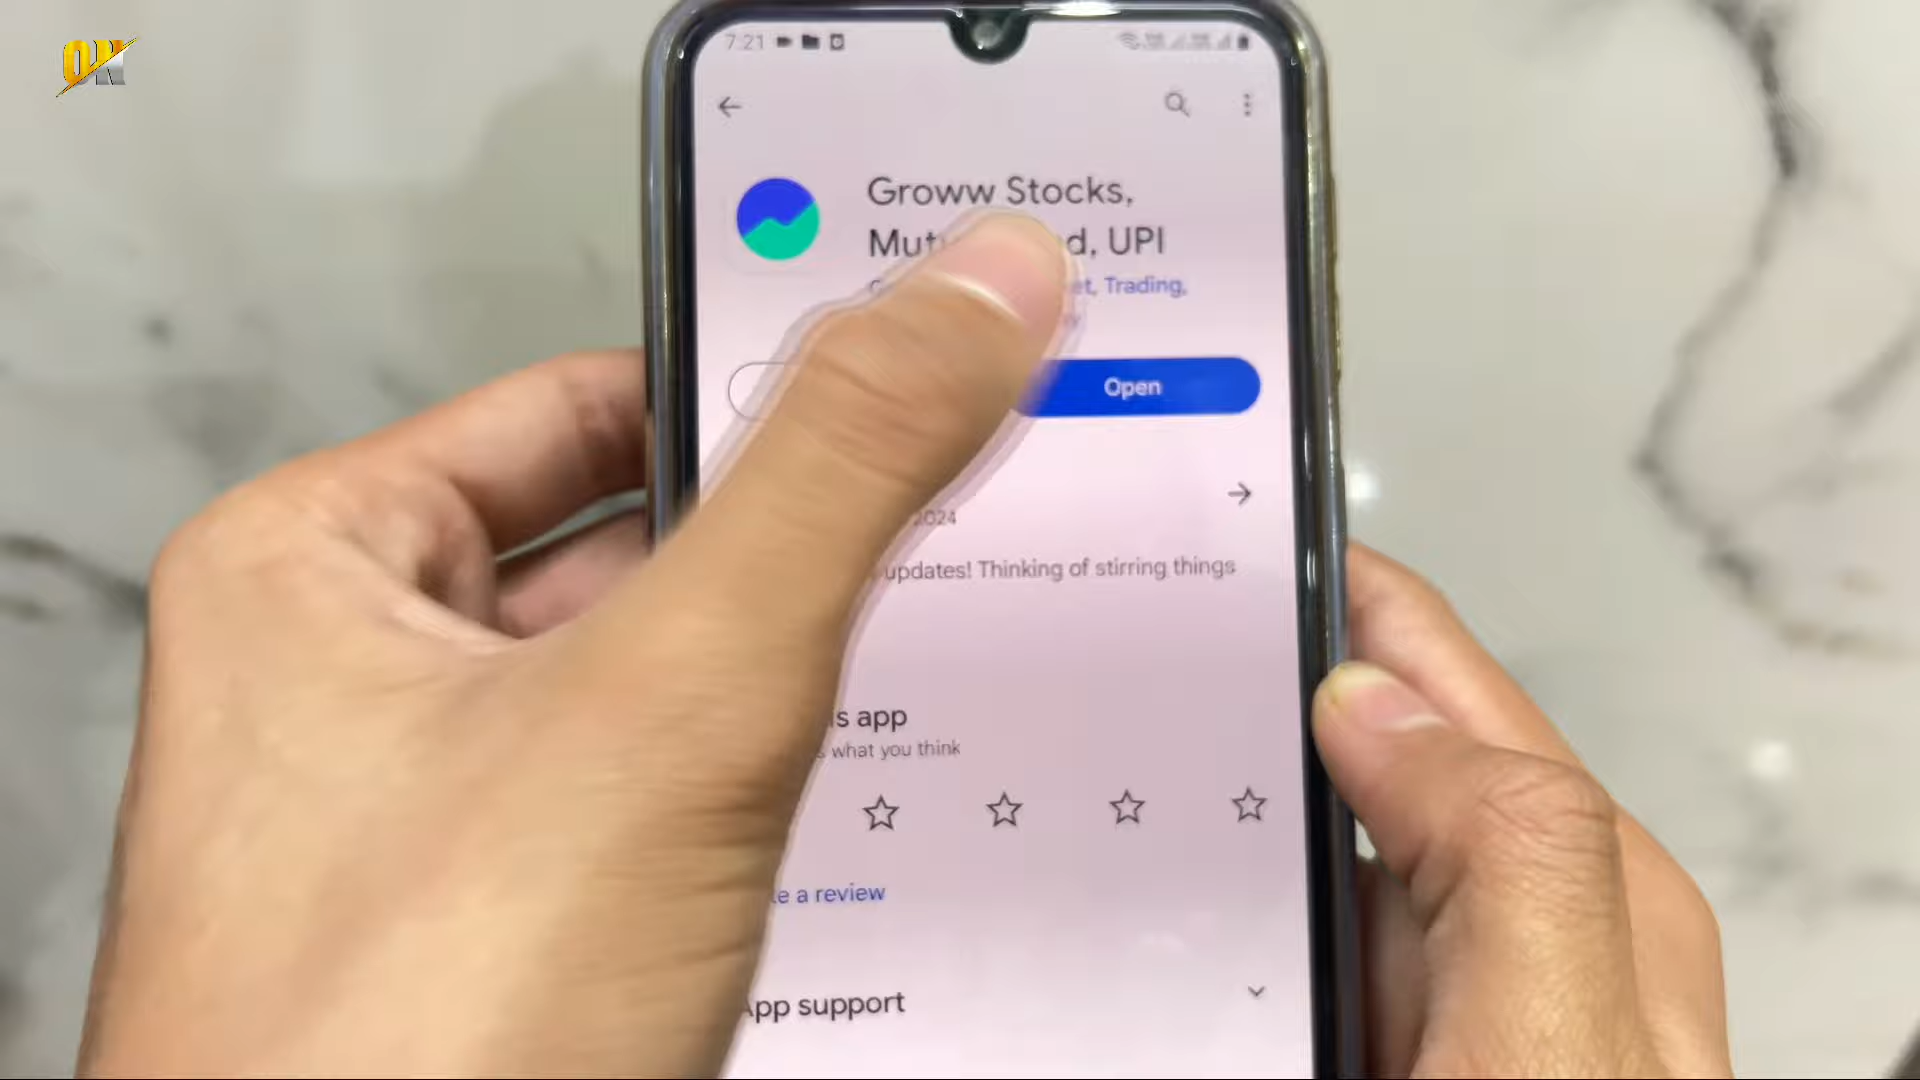 OK
7:21
Groww Stocks,
d, UPI
et, Trading,
Open
2024
updates! Thinking of stirring things
s app
what you think
e a review
App support